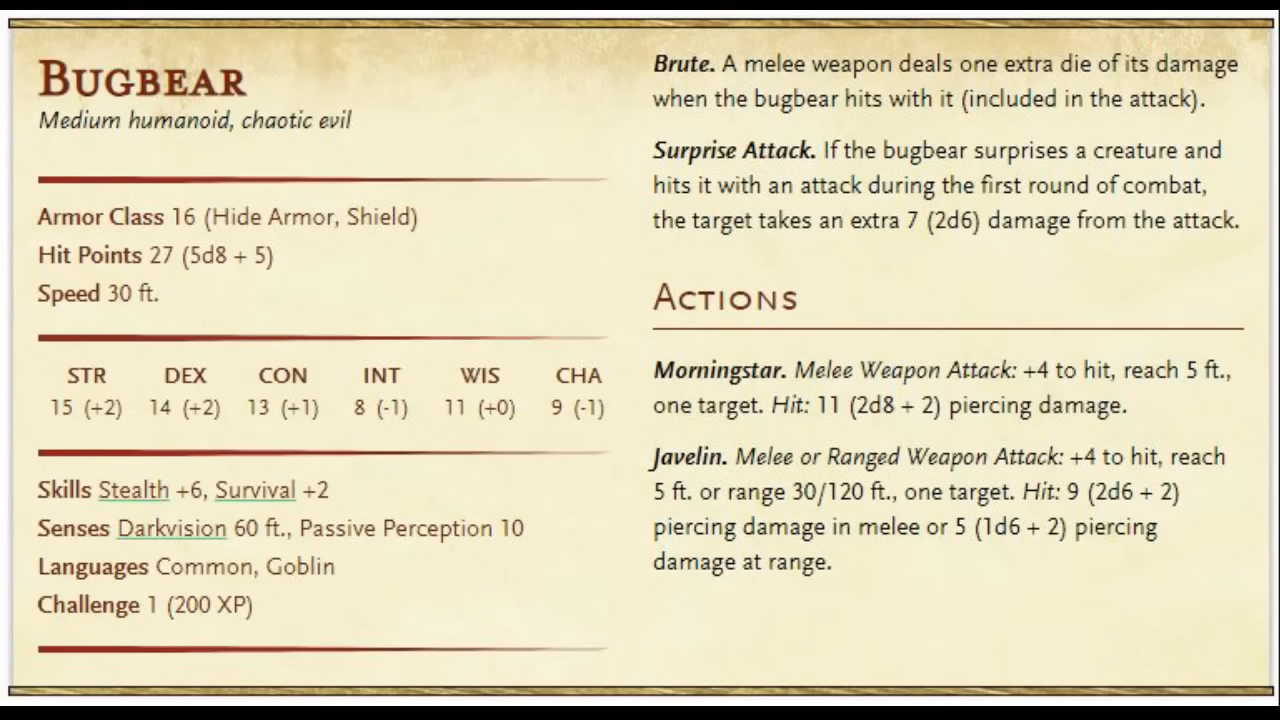 Bugbear
Medium humanoid, chaotic evil
Armor Class 16 (Hide Armor, Shield)
Hit Points 27 (5d8 + 5)
Speed 30 ft.
STR DEX CON INT WIS CHA
15 (+2) 14 (+2) 13 (+1) 8 (-1) 11 (+0) 9 (-1)
Skills Stealth +6, Survival +2
Senses Darkvision 60 ft., Passive Perception 10
Languages Common, Goblin
Challenge 1 (200 XP)
Brute. A melee weapon deals one extra die of its damage
when the bugbear hits with it (included in the attack).
Surprise Attack. If the bugbear surprises a creature and
hits it with an attack during the first round of combat,
the target takes an extra 7 (2d6) damage from the attack.
Actions
Morningstar. Melee Weapon Attack: +4 to hit, reach 5 ft.,
one target. Hit: 11 (2d8 + 2) piercing damage.
Javelin. Melee or Ranged Weapon Attack: +4 to hit, reach
5 ft. or range 30/120 ft., one target. Hit: 9 (2d6 + 2)
piercing damage in melee or 5 (1d6 + 2) piercing
damage at range.